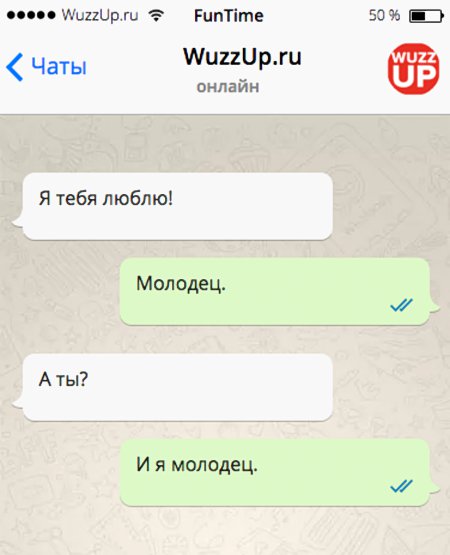 WuzzUp.ru FunTime 50 %
Чаты WuzzUp.ru WUZZ
онлайн UP
Я тебя люблю!
Молодец.
А ты?
И я молодец.